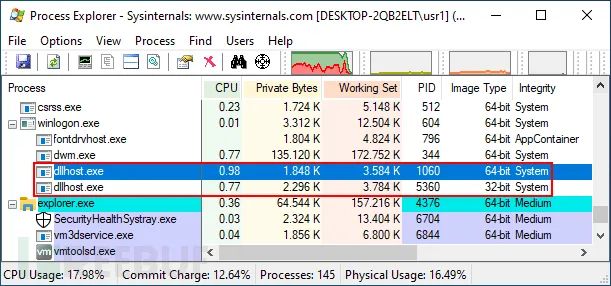 Process Explorer - Sysinternals: www.sysinternals.com [DESKTOP-2QB2ELT\usr1] (...
File Options View Process Find Users Help
Process CPU Private Bytes Working Set PID Image Type Integrity
csrss.exe 0.23 1.724 K 5.148 K 512 64-bit System
winlogon.exe 0.01 3.312 K 12.504 K 604 64-bit System
fontdrvhost.exe 1.804 K 4.824 K 796 64-bit AppContainer
dwm.exe 0.77 135.120 K 172.752 K 344 64-bit System
dllhost.exe 0.98 1.848 K 3.584 K 1060 64-bit System
dllhost.exe 0.77 2.296 K 3.784 K 5360 32-bit System
explorer.exe 0.36 64.544 K 157.216 K 4376 64-bit Medium
SecurityHealthSystray.exe 2.324 K 13.404 K 6704 64-bit Medium
vm3dservice.exe 0.04 1.856 K 6.800 K 6844 64-bit Medium
vm vmtoolsd.exe
CPU Usage: 17.98% Commit Charge: 12.64% Processes: 145 Physical Usage: 16.49%